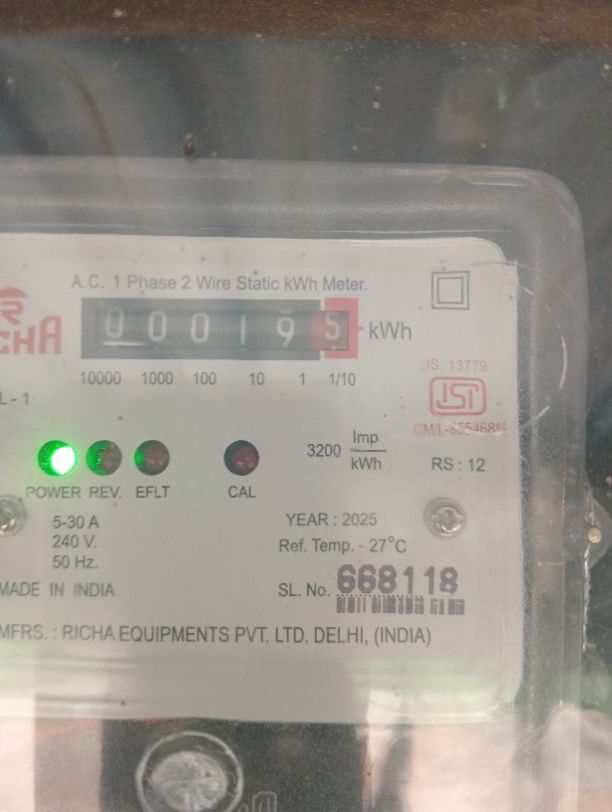 A.C. 1 Phase 2 Wire Static kWh Meter.
RICHA
0 0 0 1 9 5 kWh
10000 1000 100 10 1 1/10
IS: 13779
ISI
L - 1
3200 Imp/kWh
RS : 12
POWER REV. EFLT CAL
5-30 A
240 V.
50 Hz.
YEAR : 2025
Ref. Temp. - 27°C
MADE IN INDIA
SL. No. 668118
MFRS. : RICHA EQUIPMENTS PVT. LTD. DELHI, (INDIA)